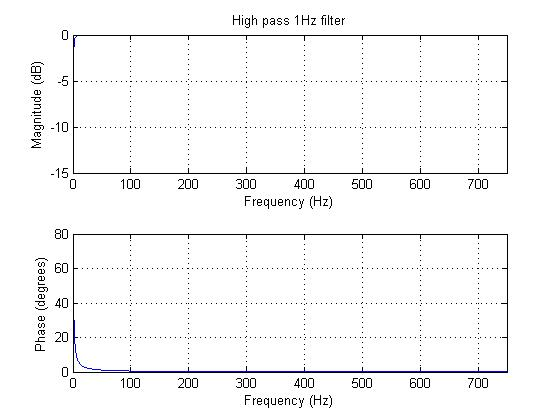 High pass 1Hz filter
0
-5
-10
-15
Magnitude (dB)
0 100 200 300 400 500 600 700
Frequency (Hz)
80
60
40
20
0
Phase (degrees)
0 100 200 300 400 500 600 700
Frequency (Hz)